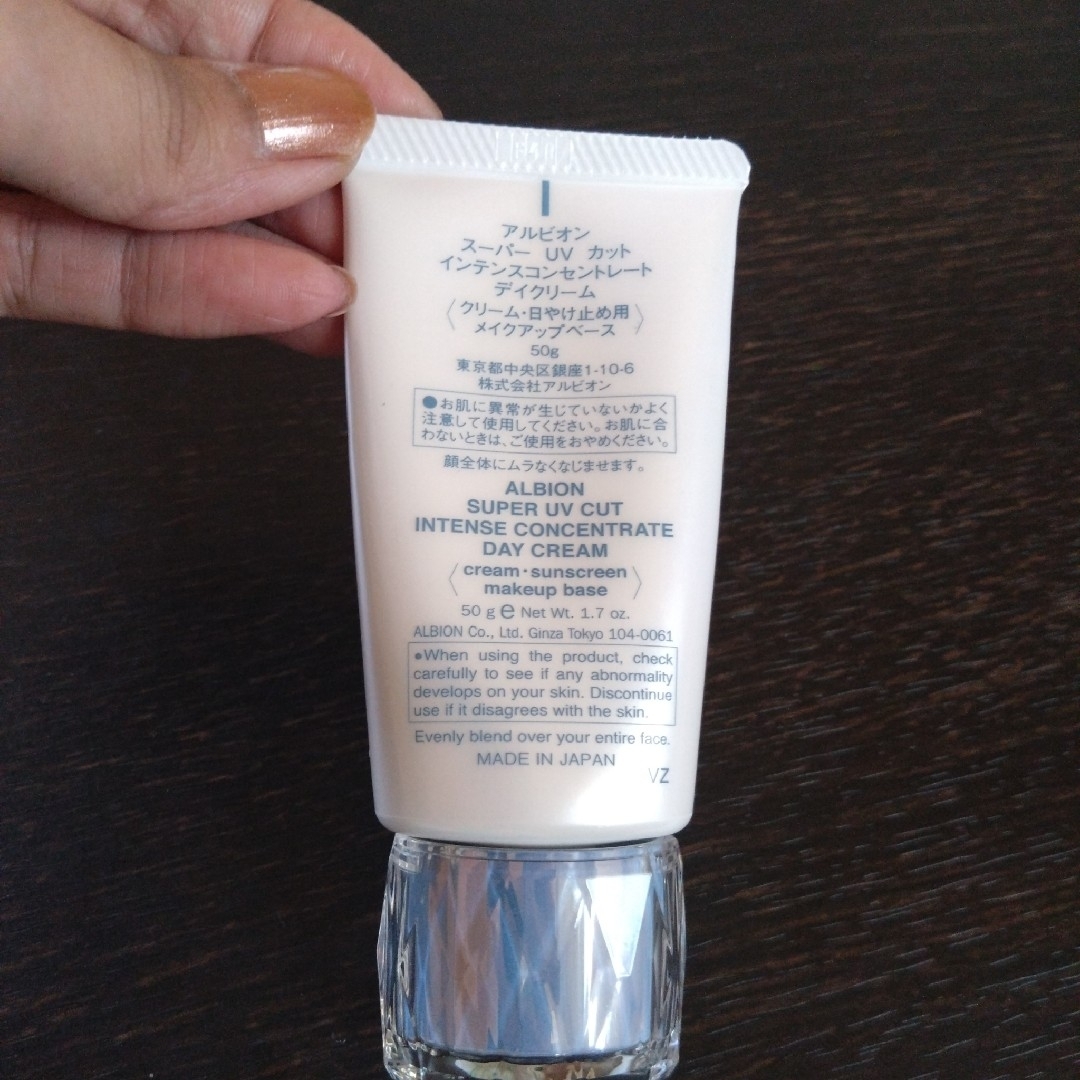 アルビオン
スーパー UV カット
インテンスコンセントレート
デイクリーム
〈クリーム・日やけ止め用
メイクアップベース〉
50g
東京都中央区銀座1-10-6
株式会社アルビオン
●お肌に異常が生じていないかよく
注意して使用してください。お肌に合
わないときは、ご使用をおやめください。
顔全体にムラなくなじませます。
ALBION
SUPER UV CUT
INTENSE CONCENTRATE
DAY CREAM
〈cream・sunscreen
makeup base〉
50 g e Net Wt. 1.7 oz.
ALBION Co., Ltd. Ginza Tokyo 104-0061
●When using the product, check
carefully to see if any abnormality
develops on your skin. Discontinue
use if it disagrees with the skin.
Evenly blend over your entire face.
MADE IN JAPAN
VZ